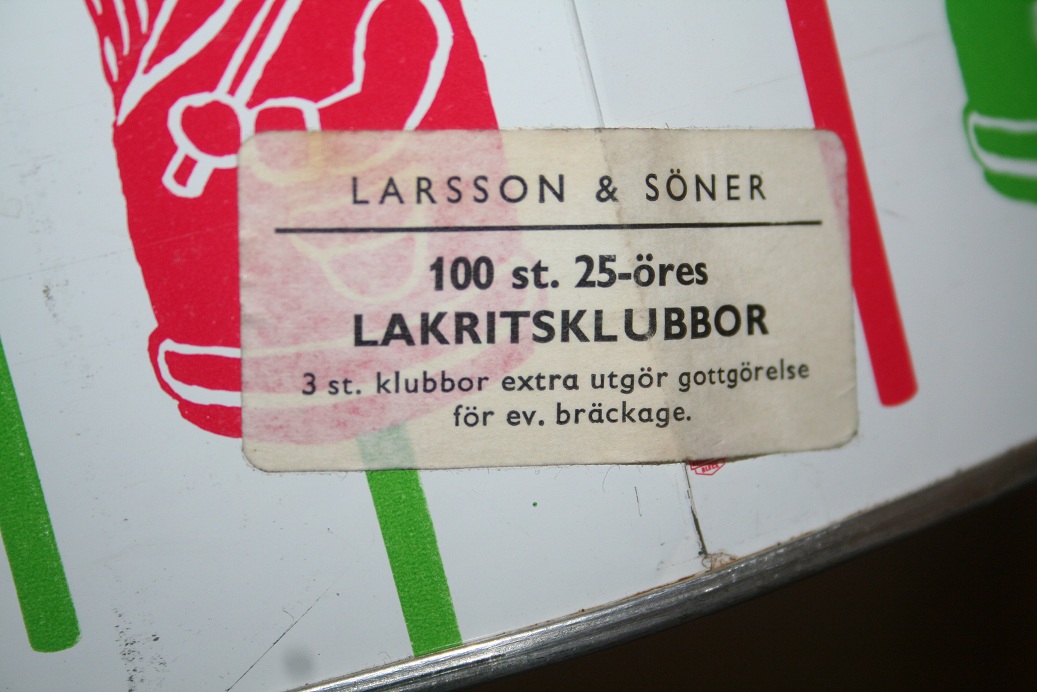 LARSSON & SÖNER
100 st. 25-öres
LAKRITSKLUBBOR
3 st. klubbor extra utgör gottgörelse
för ev. bräckage.